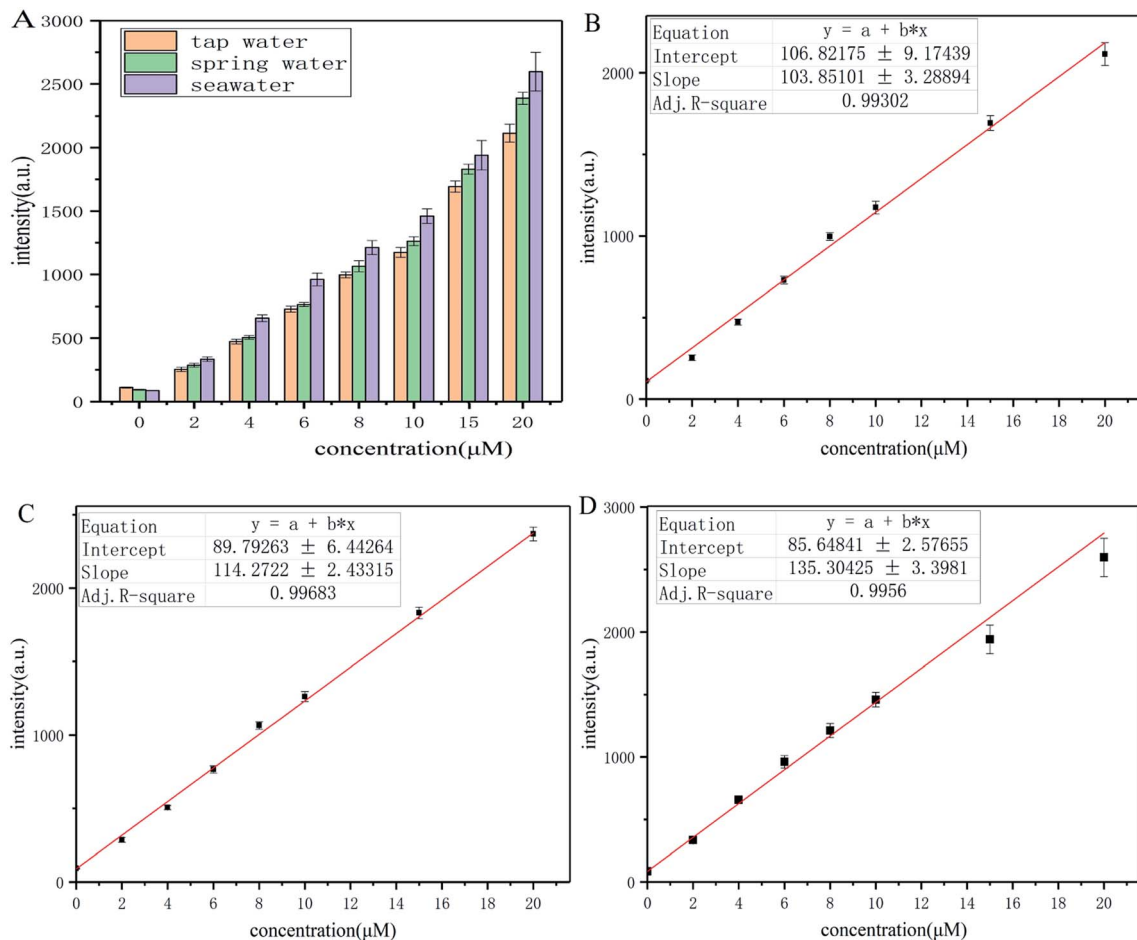 A
3000
2500
2000
1500
1000
500
0
intensity(a.u.)
tap water
spring water
seawater
0 2 4 6 8 10 15 20
concentration(μM)
B
2000
1000
0
intensity(a.u.)
Equation y = a + b*x
Intercept 106.82175 ± 9.17439
Slope 103.85101 ± 3.28894
Adj.R-square 0.99302
0 2 4 6 8 10 12 14 16 18 20
concentration(μM)
C
2000
1000
0
intensity(a.u.)
Equation y = a + b*x
Intercept 89.79263 ± 6.44264
Slope 114.2722 ± 2.43315
Adj.R-square 0.99683
0 2 4 6 8 10 12 14 16 18 20
concentration(μM)
D
3000
2000
1000
0
intensity(a.u.)
Equation y = a + b*x
Intercept 85.64841 ± 2.57655
Slope 135.30425 ± 3.3981
Adj.R-square 0.9956
0 2 4 6 8 10 12 14 16 18 20
concentration(μM)